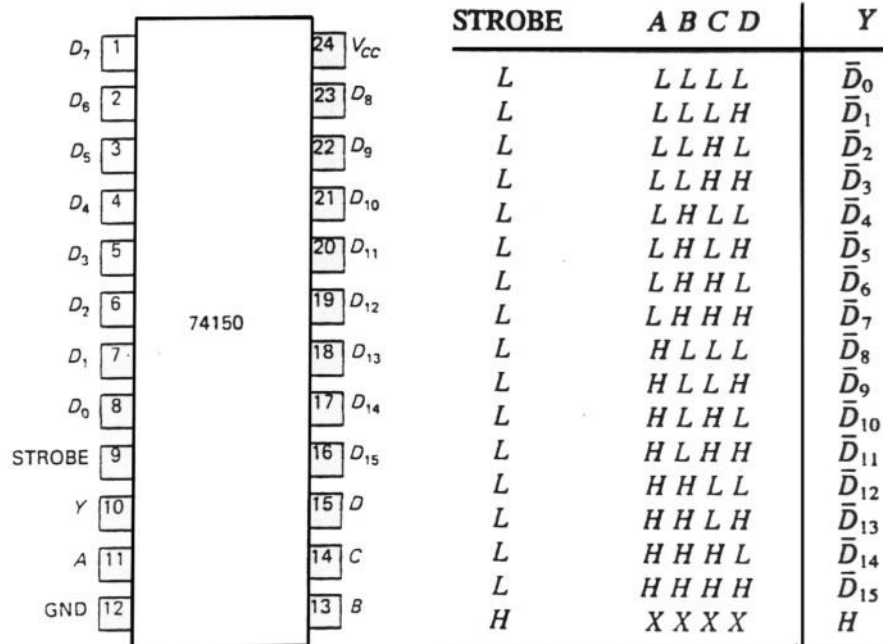 D₇ 1
D₆ 2
D₅ 3
D₄ 4
D₃ 5
D₂ 6
D₁ 7
D₀ 8
STROBE 9
Y 10
A 11
GND 12
74150
24 V_CC
23 D₈
22 D₉
21 D₁₀
20 D₁₁
19 D₁₂
18 D₁₃
17 D₁₄
16 D₁₅
15 D
14 C
13 B
STROBE A B C D Y
L L L L L D̅₀
L L L L H D̅₁
L L L H L D̅₂
L L L H H D̅₃
L L H L L D̅₄
L L H L H D̅₅
L L H H L D̅₆
L L H H H D̅₇
L H L L L D̅₈
L H L L H D̅₉
L H L H L D̅₁₀
L H L H H D̅₁₁
L H H L L D̅₁₂
L H H L H D̅₁₃
L H H H L D̅₁₄
L H H H H D̅₁₅
H X X X X H